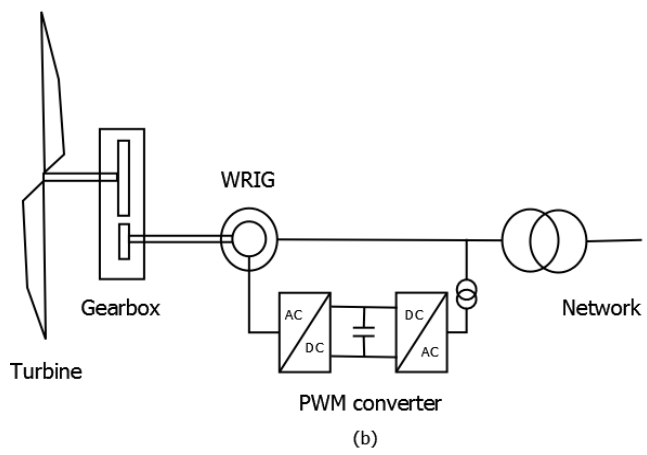 WRIG
Gearbox
Network
Turbine
AC
DC
DC
AC
PWM converter
(b)